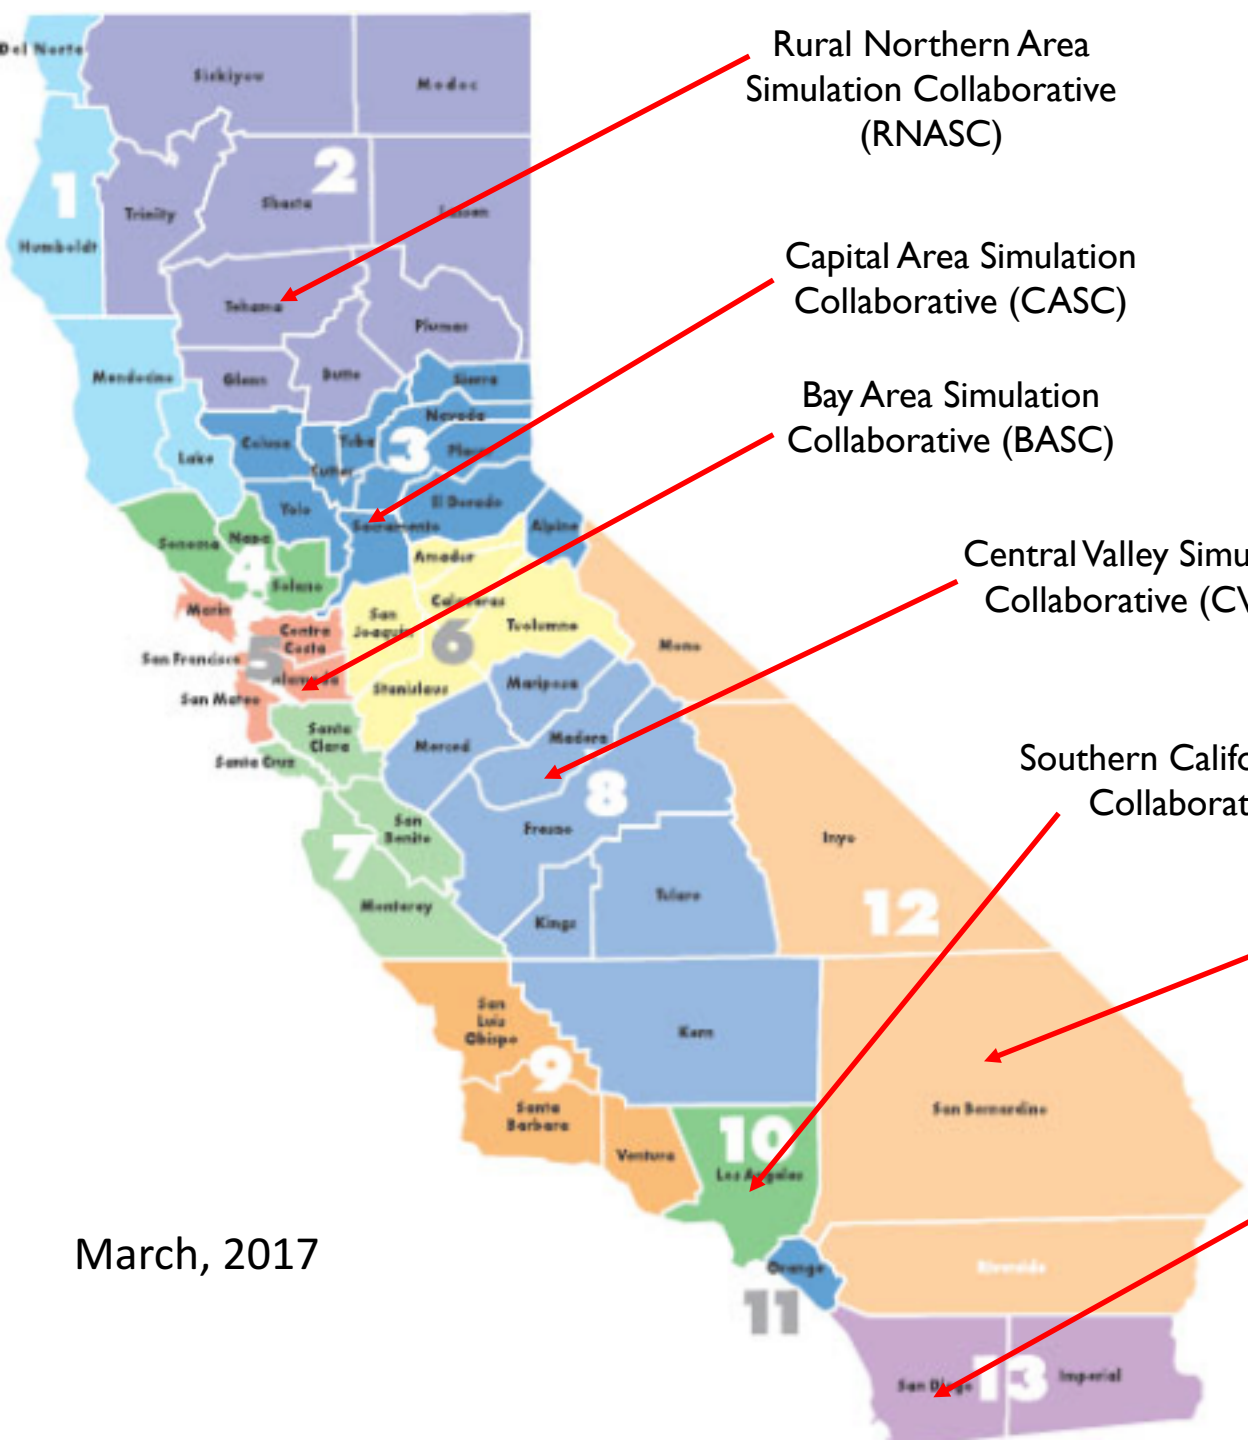 Rural Northern Area
Simulation Collaborative
(RNASC)
Capital Area Simulation
Collaborative (CASC)
Bay Area Simulation
Collaborative (BASC)
Central Valley Simu
Collaborative (CV
Southern Califo
Collaborat
March, 2017
Del Norte
Siskiyou
Modoc
1
Humboldt
2
Trinity
Shasta
Lassen
Tehama
Plumas
Mendocino
Glenn
Butte
Sierra
Lake
Colusa
Sutter
Yuba
3
Nevada
Placer
Yolo
El Dorado
Sacramento
Alpine
Sonoma
Napa
4
Solano
Amador
Marin
Contra
Costa
5
San Francisco
Alameda
San Mateo
San
Joaquin
Calaveras
6
Tuolumne
Stanislaus
Mono
Santa
Clara
Santa Cruz
Merced
Mariposa
Madera
8
Fresno
San
Benito
7
Monterey
Kings
Tulare
Inyo
12
San
Luis
Obispo
9
Santa
Barbara
Kern
Ventura
10
Los Angeles
San Bernardino
Orange
11
Riverside
San Diego
13
Imperial